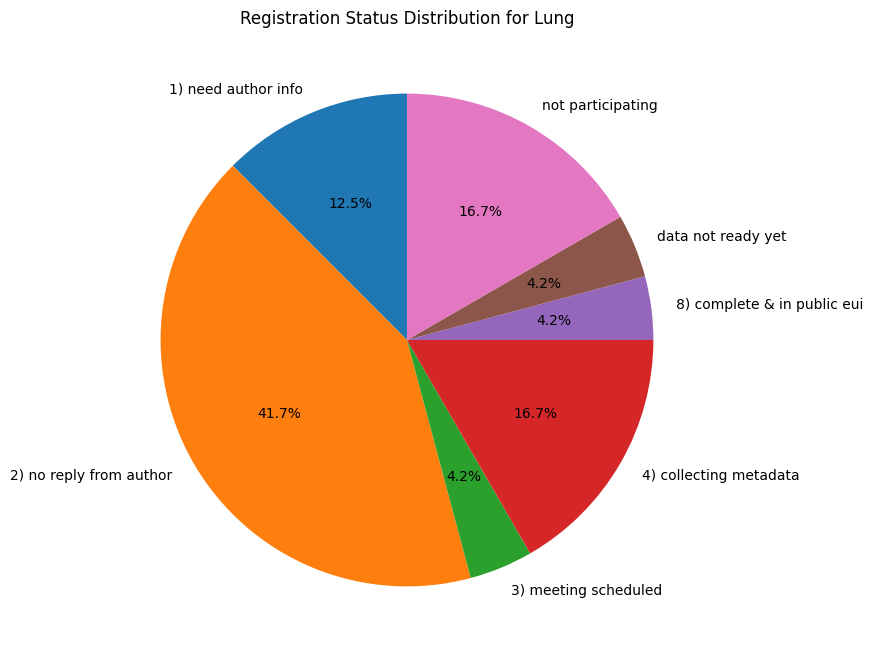 Registration Status Distribution for Lung
1) need author info
not participating
12.5%
16.7%
data not ready yet
4.2%
8) complete & in public eui
4.2%
41.7%
16.7%
2) no reply from author
4.2%
4) collecting metadata
3) meeting scheduled